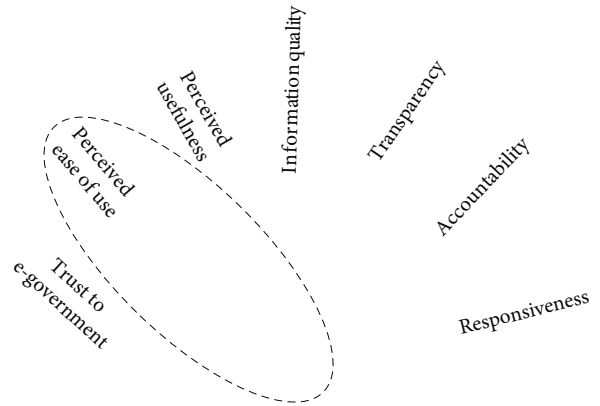 Trust to
e-government
Perceived
ease of use
Perceived
usefulness
Information quality
Transparency
Accountability
Responsiveness